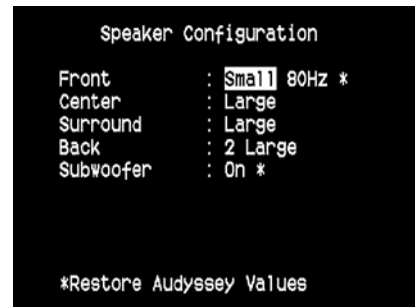 Speaker Configuration
Front : Small 80Hz *
Center : Large
Surround : Large
Back : 2 Large
Subwoofer : On *
*Restore Audyssey Values